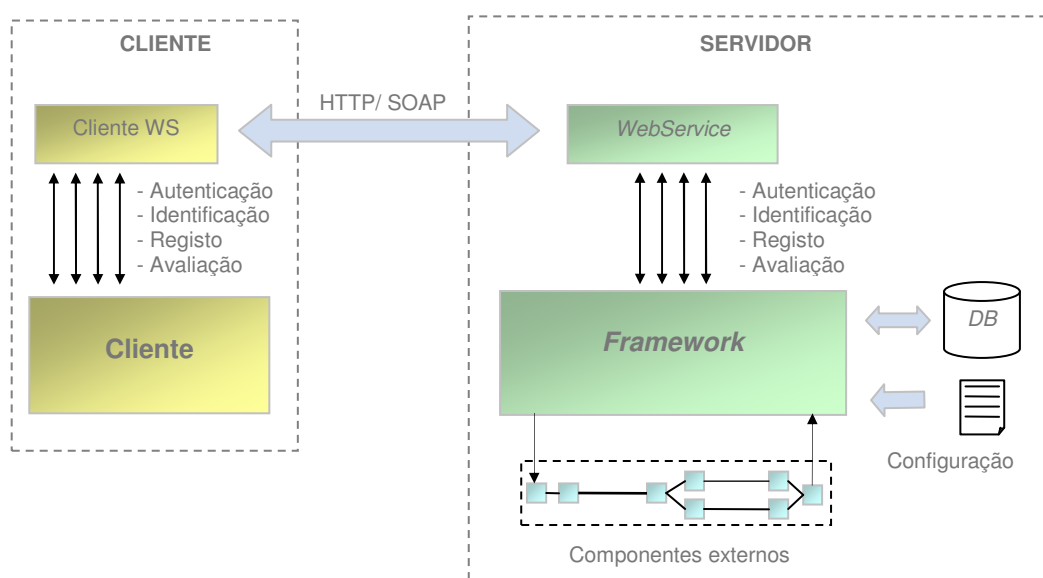 CLIENTE
SERVIDOR
HTTP/ SOAP
Cliente WS
WebService
- Autenticação
- Identificação
- Registo
- Avaliação
- Autenticação
- Identificação
- Registo
- Avaliação
Cliente
Framework
DB
Configuração
Componentes externos